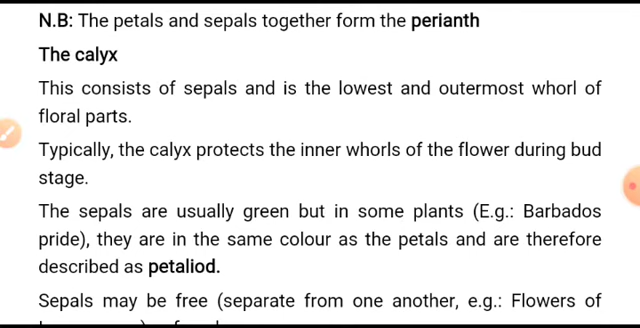 N.B: The petals and sepals together form the perianth
The calyx
This consists of sepals and is the lowest and outermost whorl of
floral parts.
Typically, the calyx protects the inner whorls of the flower during bud
stage.
The sepals are usually green but in some plants (E.g.: Barbados
pride), they are in the same colour as the petals and are therefore
described as petaliod.
Sepals may be free (separate from one another, e.g.: Flowers of